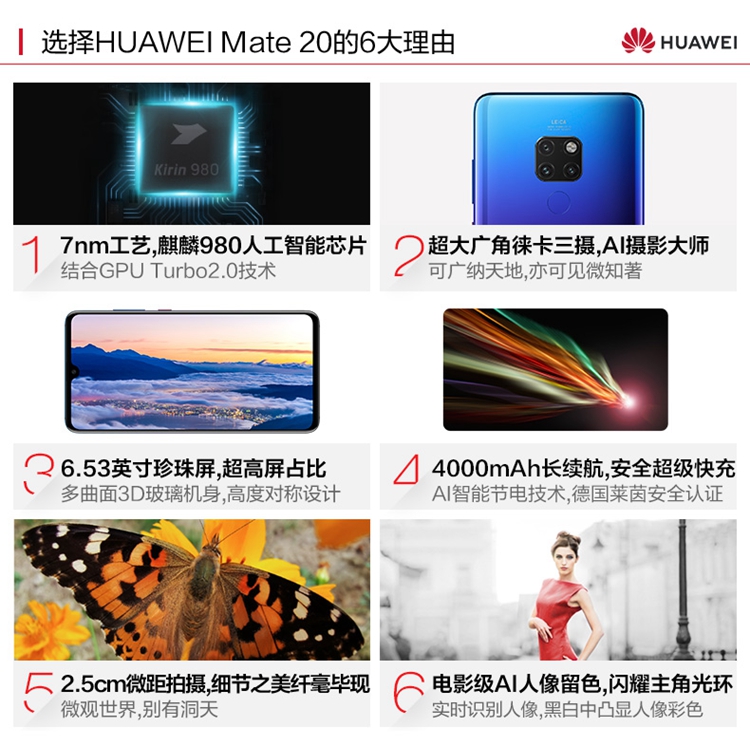 选择HUAWEI Mate 20的6大理由
HUAWEI
Kirin 980
LEICA
1
7nm工艺,麒麟980人工智能芯片
结合GPU Turbo2.0技术
2
超大广角徕卡三摄,AI摄影大师
可广纳天地,亦可见微知著
3
6.53英寸珍珠屏,超高屏占比
多曲面3D玻璃机身,高度对称设计
4
4000mAh长续航,安全超级快充
AI智能节电技术,德国莱茵安全认证
5
2.5cm微距拍摄,细节之美纤毫毕现
微观世界,别有洞天
6
电影级AI人像留色,闪耀主角光环
实时识别人像,黑白中凸显人像彩色